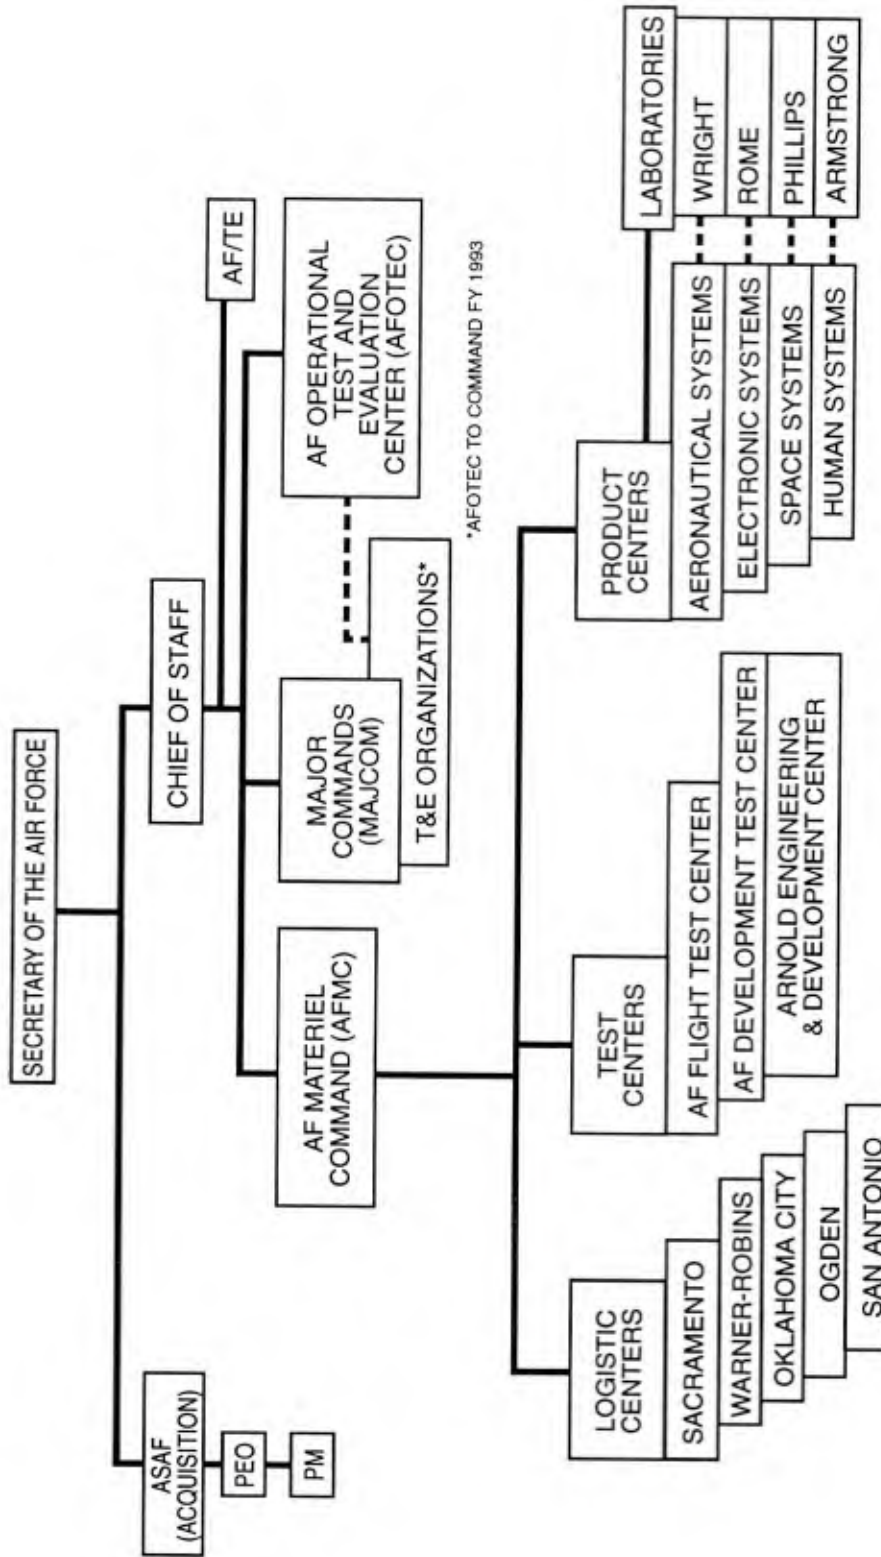 SECRETARY OF THE AIR FORCE
ASAF
(ACQUISITION)
PEO
PM
CHIEF OF STAFF
AF/TE
AF MATERIEL
COMMAND (AFMC)
MAJOR
COMMANDS
(MAJCOM)
T&E ORGANIZATIONS*
AF OPERATIONAL
TEST AND
EVALUATION
CENTER (AFOTEC)
*AFOTEC TO COMMAND FY 1993
LOGISTIC
CENTERS
SACRAMENTO
WARNER-ROBINS
OKLAHOMA CITY
OGDEN
SAN ANTONIO
TEST
CENTERS
AF FLIGHT TEST CENTER
AF DEVELOPMENT TEST CENTER
ARNOLD ENGINEERING
& DEVELOPMENT CENTER
PRODUCT
CENTERS
AERONAUTICAL SYSTEMS
ELECTRONIC SYSTEMS
SPACE SYSTEMS
HUMAN SYSTEMS
LABORATORIES
WRIGHT
ROME
PHILLIPS
ARMSTRONG